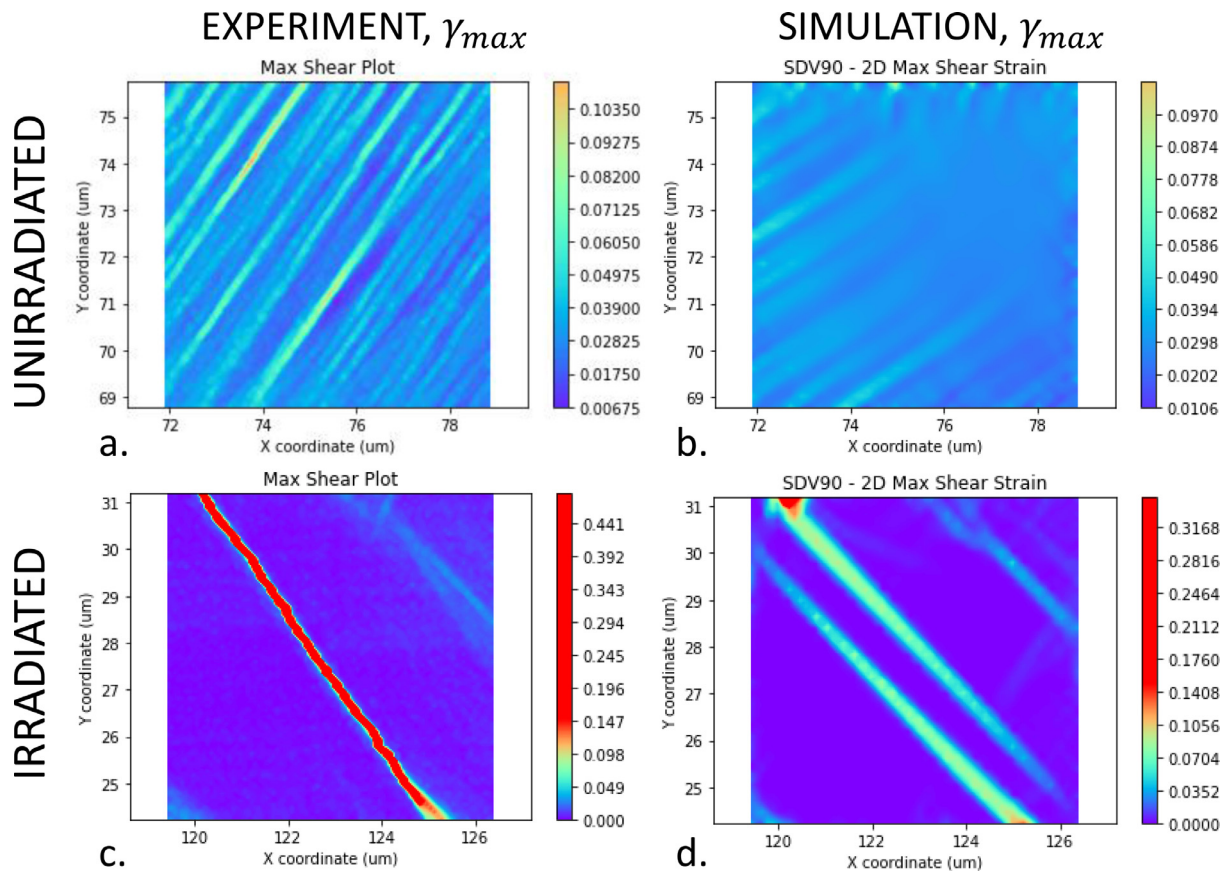 EXPERIMENT, γmax
SIMULATION, γmax
UNIRRADIATED
Max Shear Plot
75
74
73
72
71
70
69
Y coordinate (um)
72 74 76 78
X coordinate (um)
0.10350
0.09275
0.08200
0.07125
0.06050
0.04975
0.03900
0.02825
0.01750
0.00675
a.
SDV90 - 2D Max Shear Strain
75
74
73
72
71
70
69
Y coordinate (um)
72 74 76 78
X coordinate (um)
0.0970
0.0874
0.0778
0.0682
0.0586
0.0490
0.0394
0.0298
0.0202
0.0106
b.
IRRADIATED
Max Shear Plot
31
30
29
28
27
26
25
Y coordinate (um)
120 122 124 126
X coordinate (um)
0.441
0.392
0.343
0.294
0.245
0.196
0.147
0.098
0.049
0.000
c.
SDV90 - 2D Max Shear Strain
31
30
29
28
27
26
25
Y coordinate (um)
120 122 124 126
X coordinate (um)
0.3168
0.2816
0.2464
0.2112
0.1760
0.1408
0.1056
0.0704
0.0352
0.0000
d.